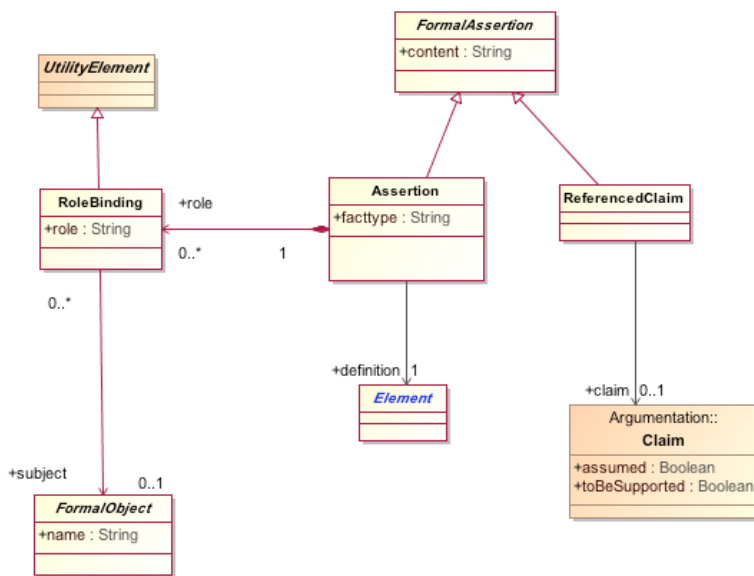 FormalAssertion
+content : String
UtilityElement
RoleBinding
+role : String
+role
0..*
1
Assertion
+facttype : String
ReferencedClaim
0..*
+definition
1
Element
+claim
0..1
Argumentation::
Claim
+assumed : Boolean
+toBeSupported : Boolean
+subject
0..1
FormalObject
+name : String